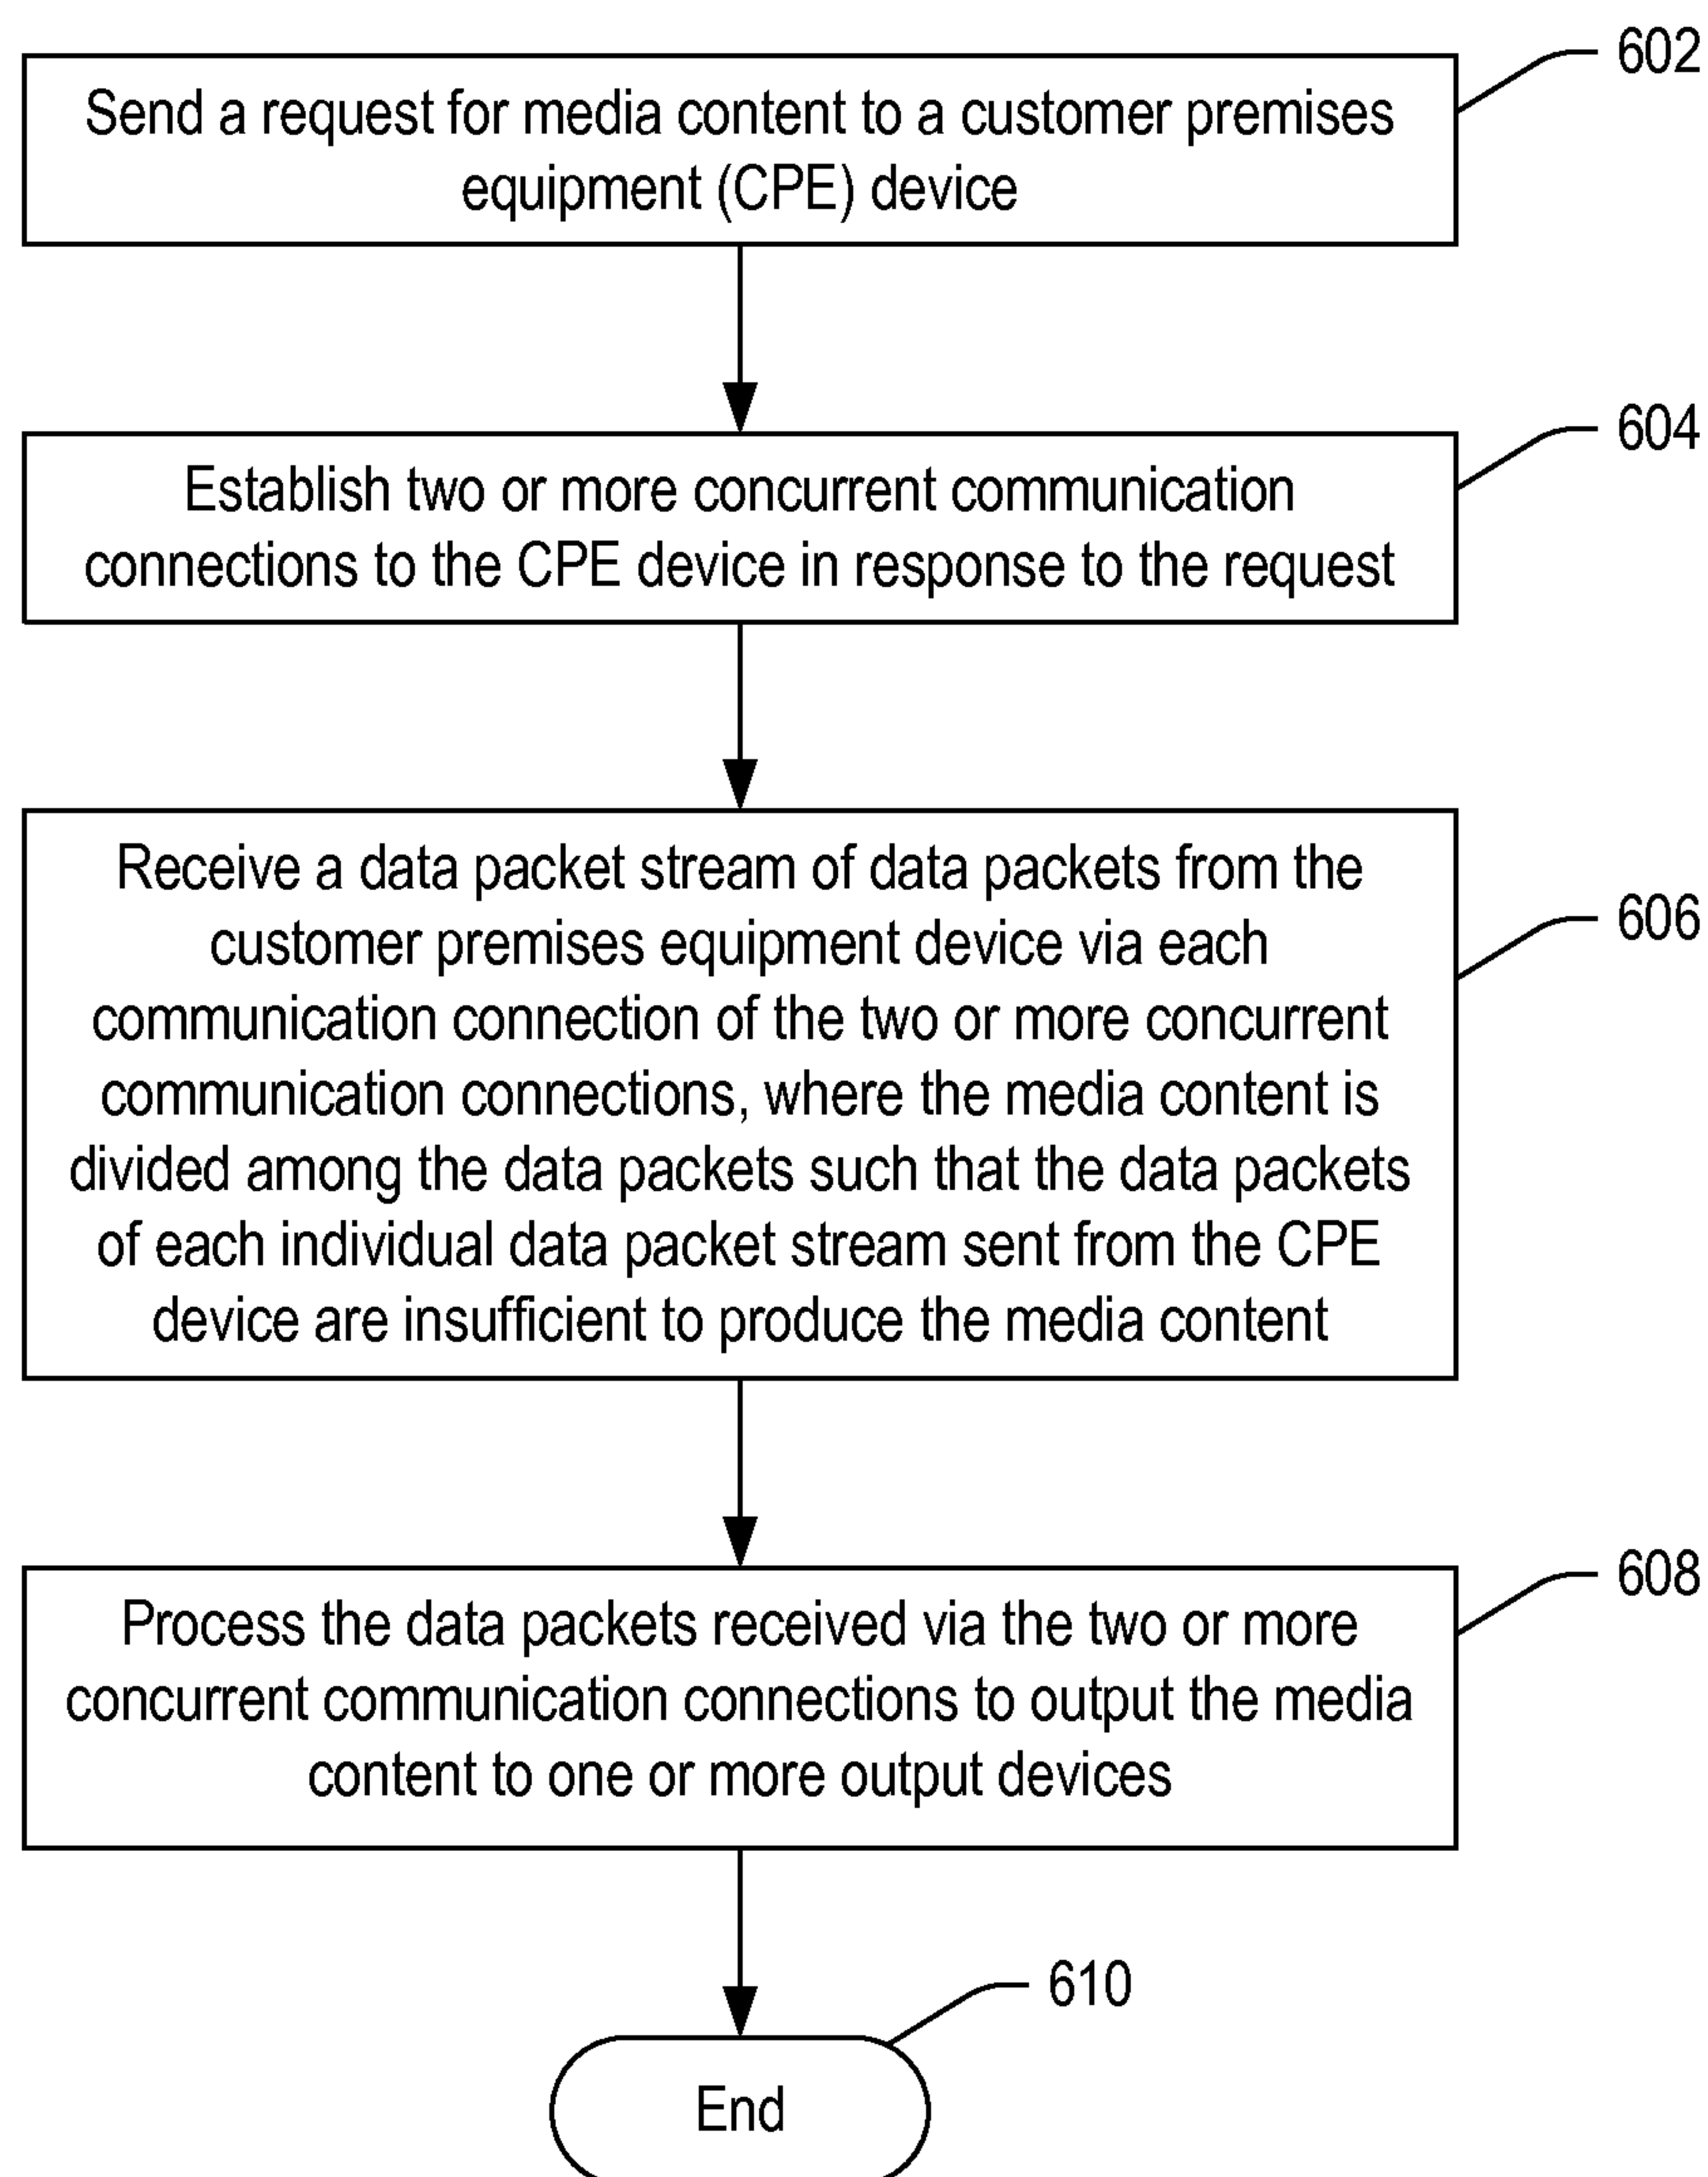 602
Send a request for media content to a customer premises
equipment (CPE) device
604
Establish two or more concurrent communication
connections to the CPE device in response to the request
606
Receive a data packet stream of data packets from the
customer premises equipment device via each
communication connection of the two or more concurrent
communication connections, where the media content is
divided among the data packets such that the data packets
of each individual data packet stream sent from the CPE
device are insufficient to produce the media content
608
Process the data packets received via the two or more
concurrent communication connections to output the media
content to one or more output devices
610
End